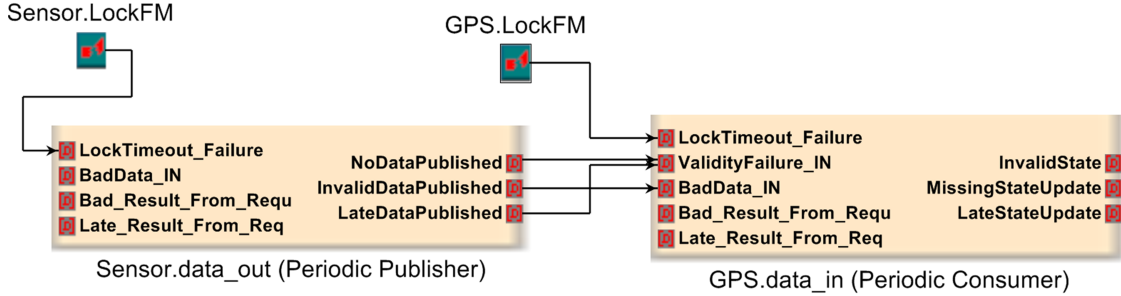 Sensor.LockFM
GPS.LockFM
LockTimeout_Failure
BadData_IN
Bad_Result_From_Requ
Late_Result_From_Req
NoDataPublished
InvalidDataPublished
LateDataPublished
Sensor.data_out (Periodic Publisher)
LockTimeout_Failure
ValidityFailure_IN
BadData_IN
Bad_Result_From_Requ
Late_Result_From_Req
InvalidState
MissingStateUpdate
LateStateUpdate
GPS.data_in (Periodic Consumer)